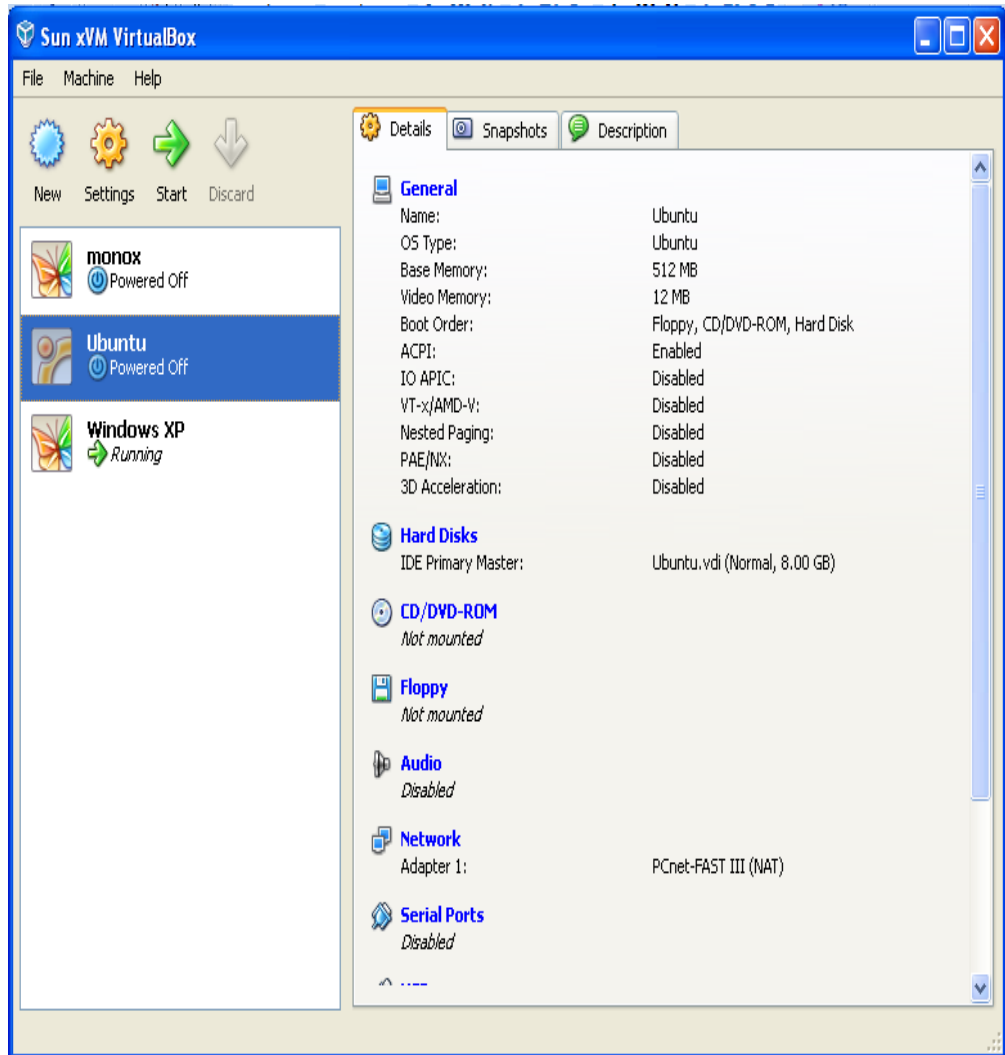 Sun xVM VirtualBox
File Machine Help
New Settings Start Discard
monox
Powered Off
Ubuntu
Powered Off
Windows XP
Running
Details Snapshots Description
General
Name: Ubuntu
OS Type: Ubuntu
Base Memory: 512 MB
Video Memory: 12 MB
Boot Order: Floppy, CD/DVD-ROM, Hard Disk
ACPI: Enabled
IO APIC: Disabled
VT-x/AMD-V: Disabled
Nested Paging: Disabled
PAE/NX: Disabled
3D Acceleration: Disabled
Hard Disks
IDE Primary Master: Ubuntu.vdi (Normal, 8.00 GB)
CD/DVD-ROM
Not mounted
Floppy
Not mounted
Audio
Disabled
Network
Adapter 1: PCnet-FAST III (NAT)
Serial Ports
Disabled